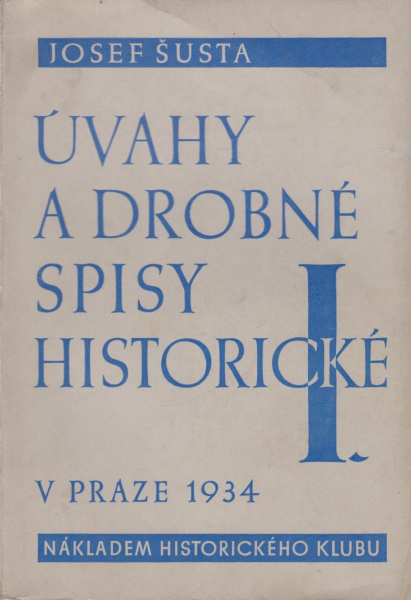 JOSEF ŠUSTA
ÚVAHY
A DROBNÉ
SPISY
HISTORICKÉ
I.
V PRAZE 1934
NÁKLADEM HISTORICKÉHO KLUBU